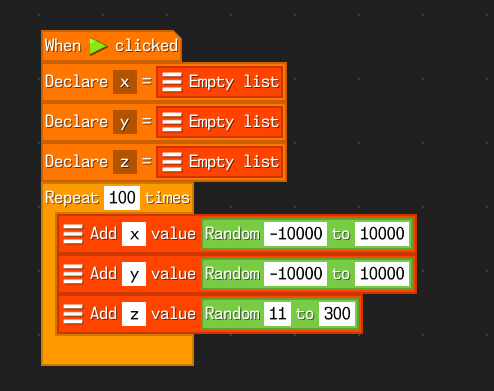 When clicked
Declare x = Empty list
Declare y = Empty list
Declare z = Empty list
Repeat 100 times
Add x value Random -10000 to 10000
Add y value Random -10000 to 10000
Add z value Random 11 to 300